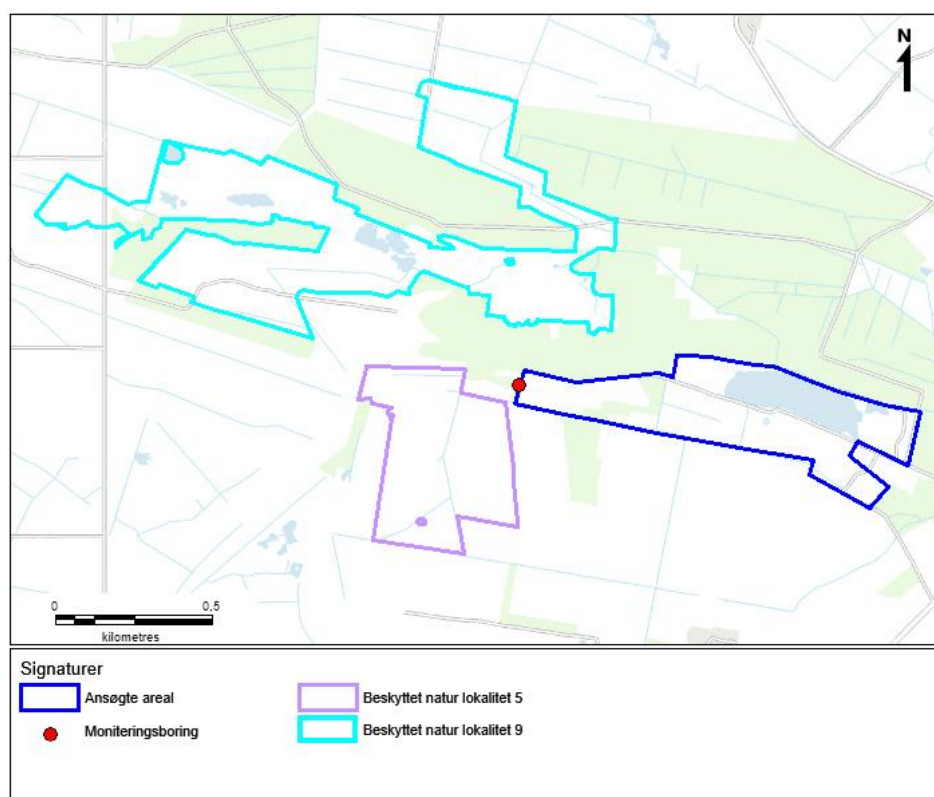 N
0 0,5
kilometres
Signaturer
Ansøgte areal
Beskyttet natur lokalitet 5
Moniteringsboring
Beskyttet natur lokalitet 9